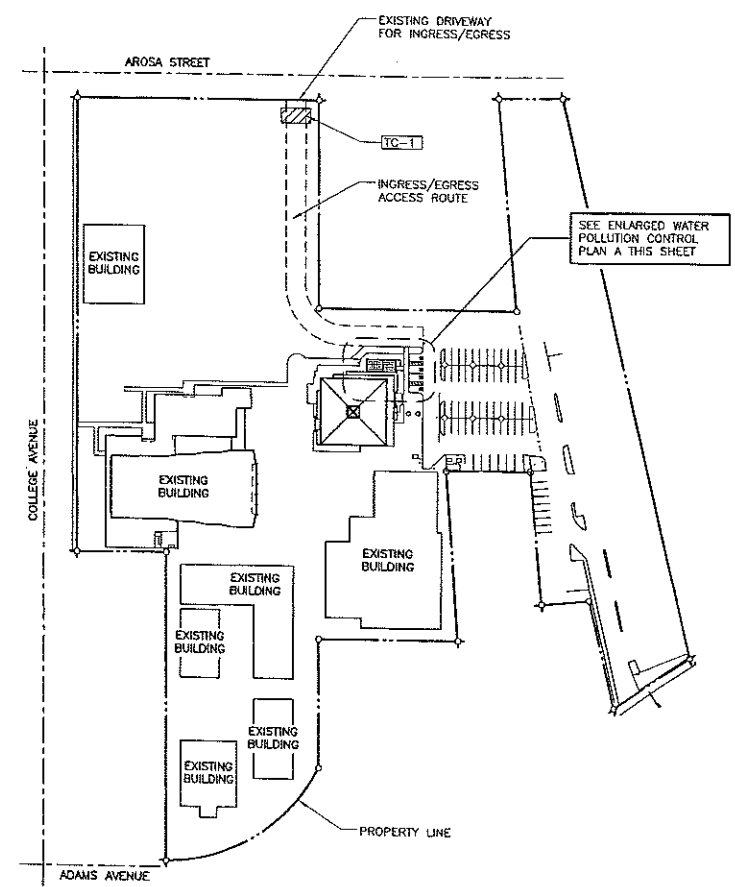 EXISTING DRIVEWAY
FOR INGRESS/EGRESS
AROSA STREET
TC-1
INGRESS/EGRESS
ACCESS ROUTE
SEE ENLARGED WATER
POLLUTION CONTROL
PLAN A THIS SHEET
EXISTING
BUILDING
COLLEGE AVENUE
EXISTING
BUILDING
EXISTING
BUILDING
EXISTING
BUILDING
EXISTING
BUILDING
EXISTING
BUILDING
EXISTING
BUILDING
PROPERTY LINE
ADAMS AVENUE